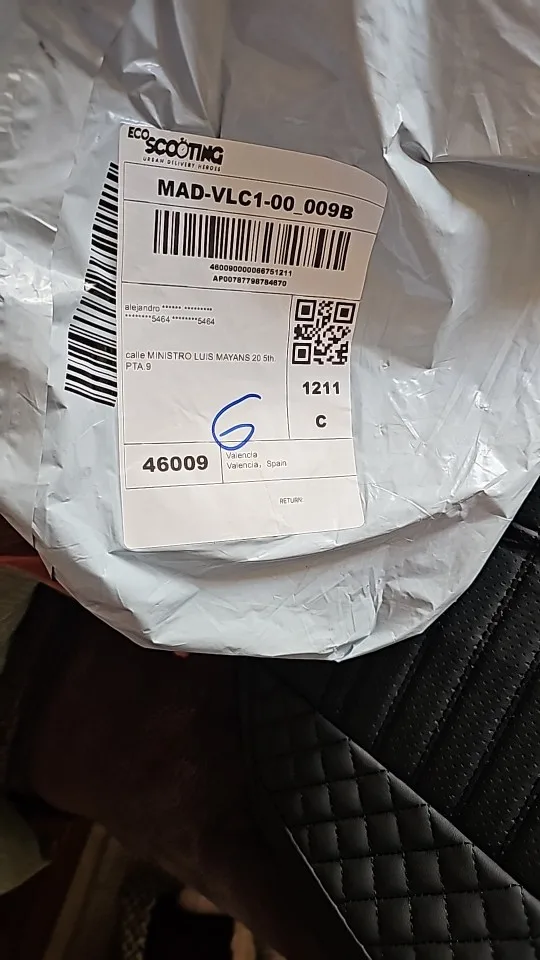 ECO
SCOOTING
URBAN DELIVERY HEROES
MAD-VLC1-00_009B
460090000066751211
AP00787798784670
alejandro ****** *********
********5464 ********5464
calle MINISTRO LUIS MAYANS 20 5th
PTA.9
1211
C
6
46009
Valencia
Valencia, Spain
RETURN: